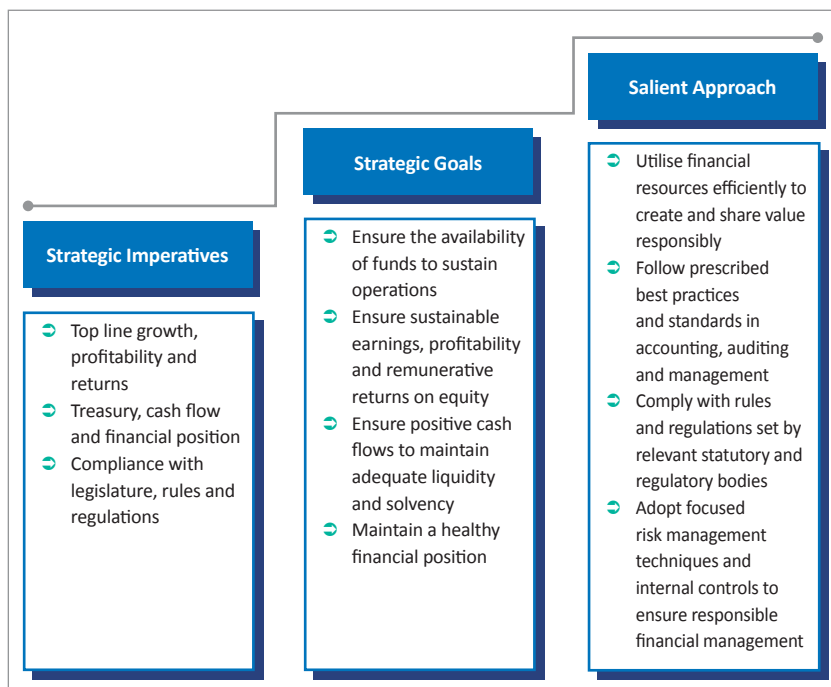 Strategic Imperatives
Top line growth,
profitability and
returns
Treasury, cash flow
and financial position
Compliance with
legislature, rules and
regulations
Strategic Goals
Ensure the availability
of funds to sustain
operations
Ensure sustainable
earnings, profitability
and remunerative
returns on equity
Ensure positive cash
flows to maintain
adequate liquidity
and solvency
Maintain a healthy
financial position
Salient Approach
Utilise financial
resources efficiently to
create and share value
responsibly
Follow prescribed
best practices
and standards in
accounting, auditing
and management
Comply with rules
and regulations set by
relevant statutory and
regulatory bodies
Adopt focused
risk management
techniques and
internal controls to
ensure responsible
financial management